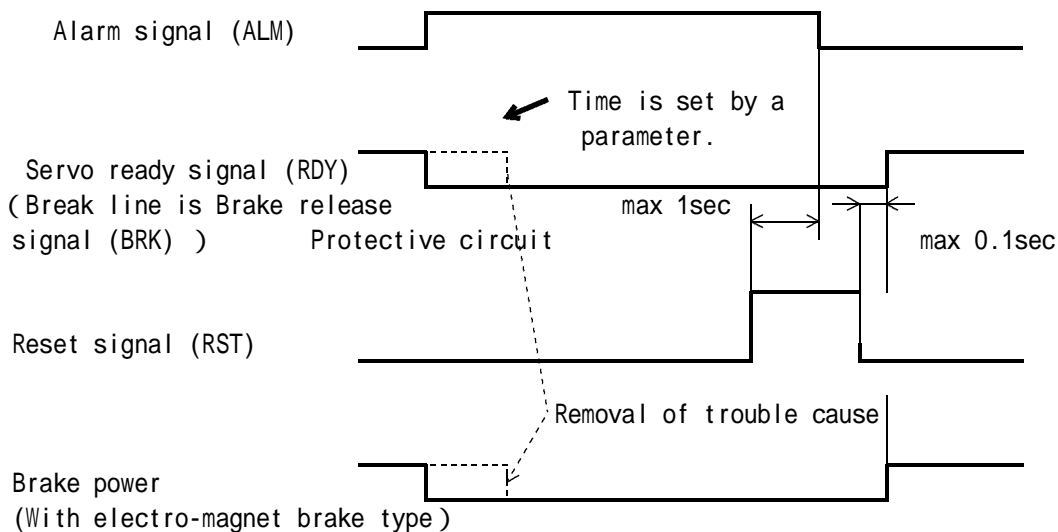 Alarm signal (ALM)
Time is set by a
parameter.
Servo ready signal (RDY)
(Break line is Brake release
signal (BRK) )
max 1sec
Protective circuit
max 0.1sec
Reset signal (RST)
Removal of trouble cause
Brake power
(With electro-magnet brake type)